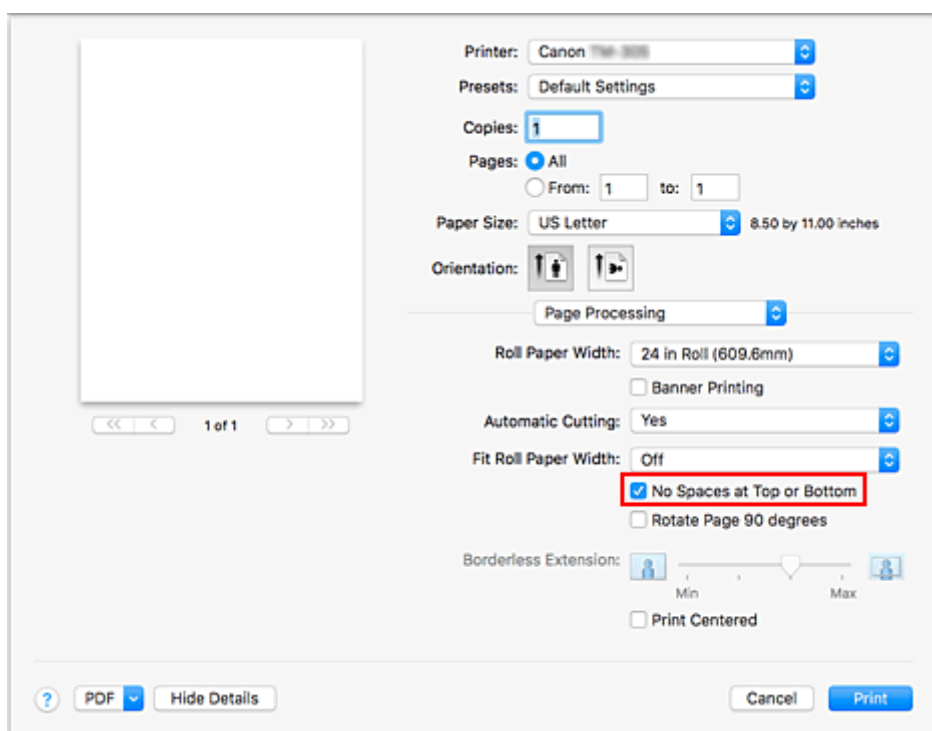 Printer: Canon
Presets: Default Settings
Copies: 1
Pages: All
From: 1 to: 1
Paper Size: US Letter 8.50 by 11.00 inches
Orientation:
Page Processing
Roll Paper Width: 24 in Roll (609.6mm)
Banner Printing
<< < 1 of 1 > >>
Automatic Cutting: Yes
Fit Roll Paper Width: Off
No Spaces at Top or Bottom
Rotate Page 90 degrees
Borderless Extension:
Min Max
Print Centered
? PDF Hide Details Cancel Print